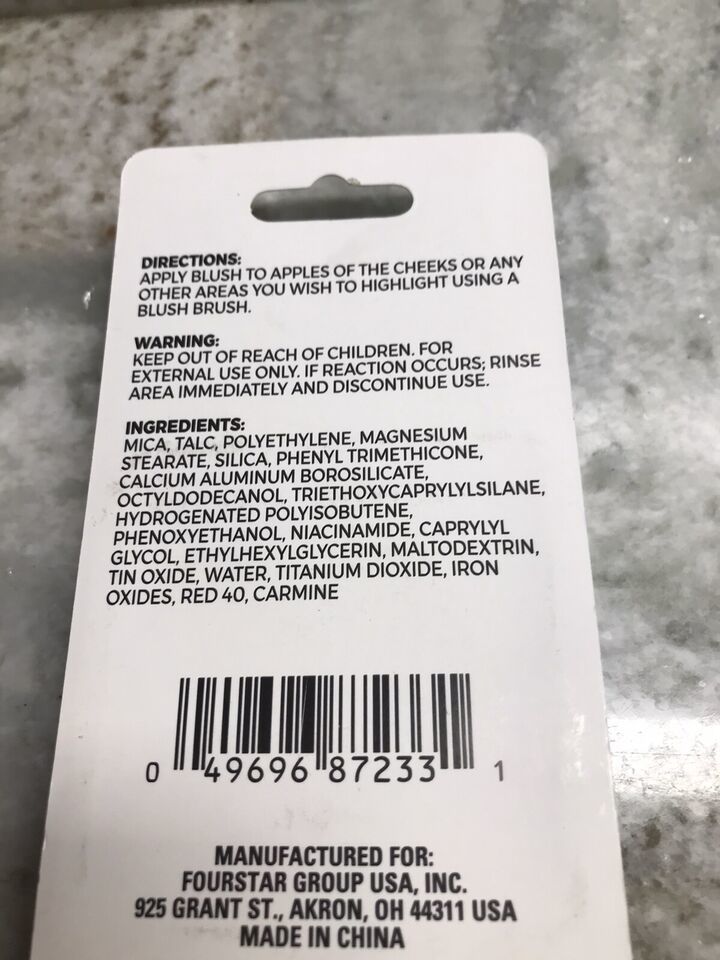 DIRECTIONS:
APPLY BLUSH TO APPLES OF THE CHEEKS OR ANY
OTHER AREAS YOU WISH TO HIGHLIGHT USING A
BLUSH BRUSH.
WARNING:
KEEP OUT OF REACH OF CHILDREN. FOR
EXTERNAL USE ONLY. IF REACTION OCCURS; RINSE
AREA IMMEDIATELY AND DISCONTINUE USE.
INGREDIENTS:
MICA, TALC, POLYETHYLENE, MAGNESIUM
STEARATE, SILICA, PHENYL TRIMETHICONE,
CALCIUM ALUMINUM BOROSILICATE,
OCTYLDODECANOL, TRIETHOXYCAPRYLYLSILANE,
HYDROGENATED POLYISOBUTENE,
PHENOXYETHANOL, NIACINAMIDE, CAPRYLYL
GLYCOL, ETHYLHEXYLGLYCERIN, MALTODEXTRIN,
TIN OXIDE, WATER, TITANIUM DIOXIDE, IRON
OXIDES, RED 40, CARMINE
0 49696 87233 1
MANUFACTURED FOR:
FOURSTAR GROUP USA, INC.
925 GRANT ST., AKRON, OH 44311 USA
MADE IN CHINA